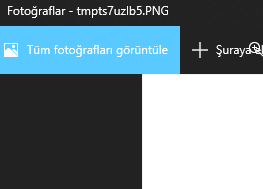 Fotoğraflar - tmpts7uzlb5.PNG
Tüm fotoğrafları görüntüle
Şuraya